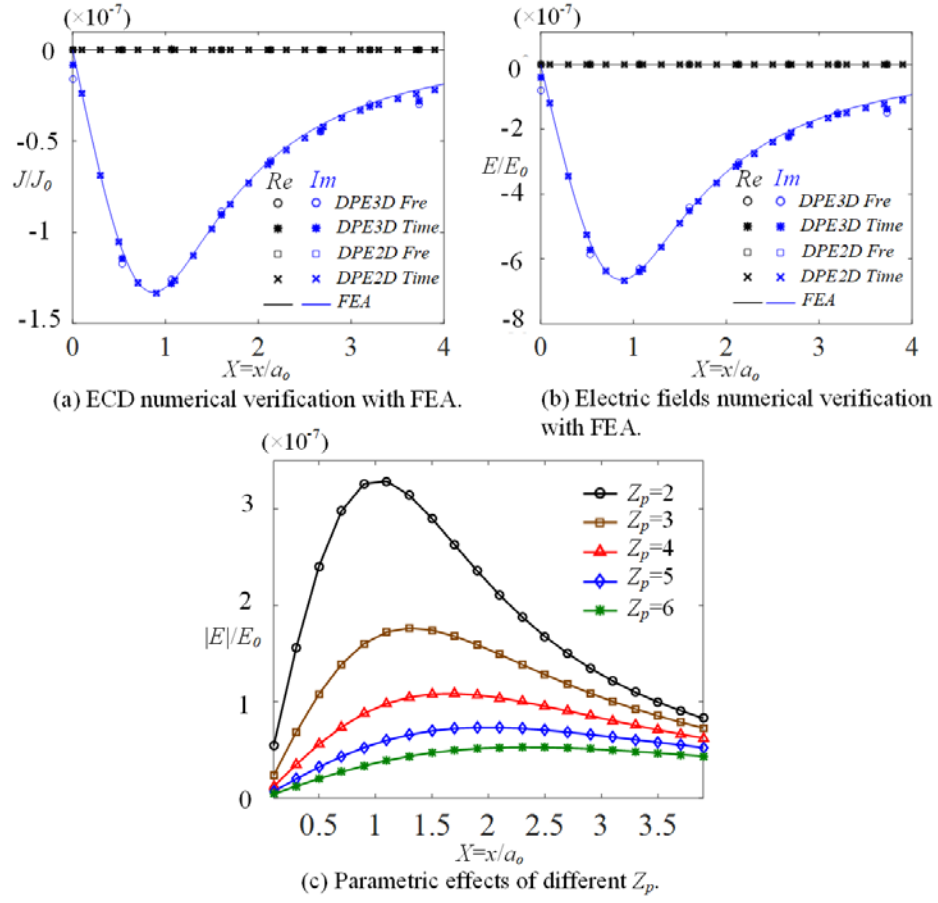 (×10⁻⁷)
0
-0.5
J/J₀
-1
-1.5
0 1 2 3 4
X=x/aₒ
Re Im
DPE3D Fre
DPE3D Time
DPE2D Fre
DPE2D Time
FEA
(a) ECD numerical verification with FEA.
(×10⁻⁷)
0
-2
E/E₀
-4
-6
-8
0 1 2 3 4
X=x/aₒ
Re Im
DPE3D Fre
DPE3D Time
DPE2D Fre
DPE2D Time
FEA
(b) Electric fields numerical verification
with FEA.
(×10⁻⁷)
3
2
|E|/E₀
1
0
0.5 1 1.5 2 2.5 3 3.5
X=x/aₒ
Zₚ=2
Zₚ=3
Zₚ=4
Zₚ=5
Zₚ=6
(c) Parametric effects of different Zₚ.